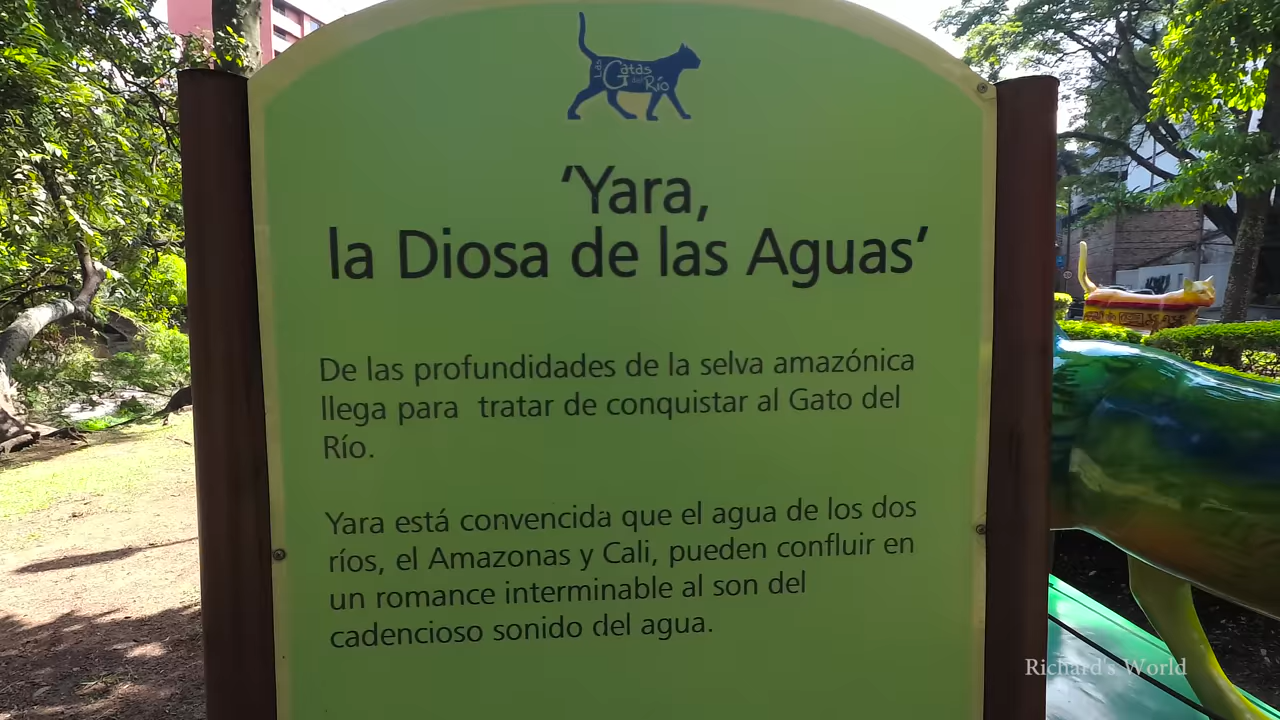 Las Gatas del Río
'Yara,
la Diosa de las Aguas'
De las profundidades de la selva amazónica
llega para tratar de conquistar al Gato del
Río.
Yara está convencida que el agua de los dos
ríos, el Amazonas y Cali, pueden confluir en
un romance interminable al son del
cadencioso sonido del agua.
Richard's World